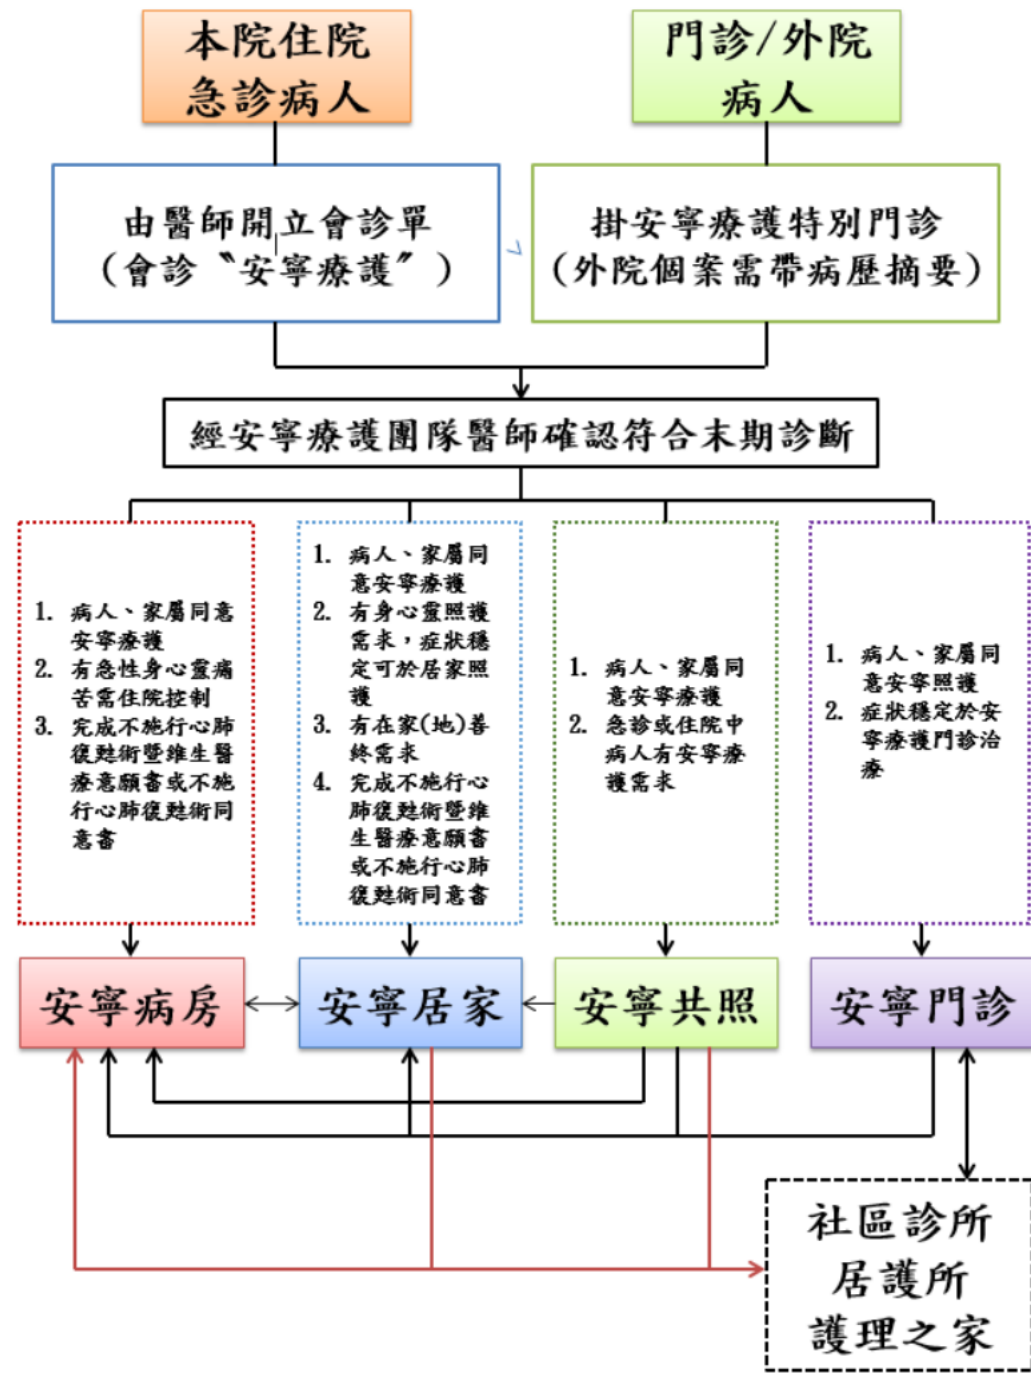 本院住院
急診病人
門診/外院
病人
由醫師開立會診單
(會診〝安寧療護〞)
掛安寧療護特別門診
(外院個案需帶病歷摘要)
經安寧療護團隊醫師確認符合末期診斷
1. 病人、家屬同意
安寧療護
2. 有急性身心靈痛
苦需住院控制
3. 完成不施行心肺
復甦術暨維生醫
療意願書或不施
行心肺復甦術同
意書
1. 病人、家屬同
意安寧療護
2. 有身心靈照護
需求，症狀穩
定可於居家照
護
3. 有在家(地)善
終需求
4. 完成不施行心
肺復甦術暨維
生醫療意願書
或不施行心肺
復甦術同意書
1. 病人、家屬同
意安寧療護
2. 急診或住院中
病人有安寧療
護需求
1. 病人、家屬同
意安寧照護
2. 症狀穩定於安
寧療護門診治
療
安寧病房
安寧居家
安寧共照
安寧門診
社區診所
居護所
護理之家